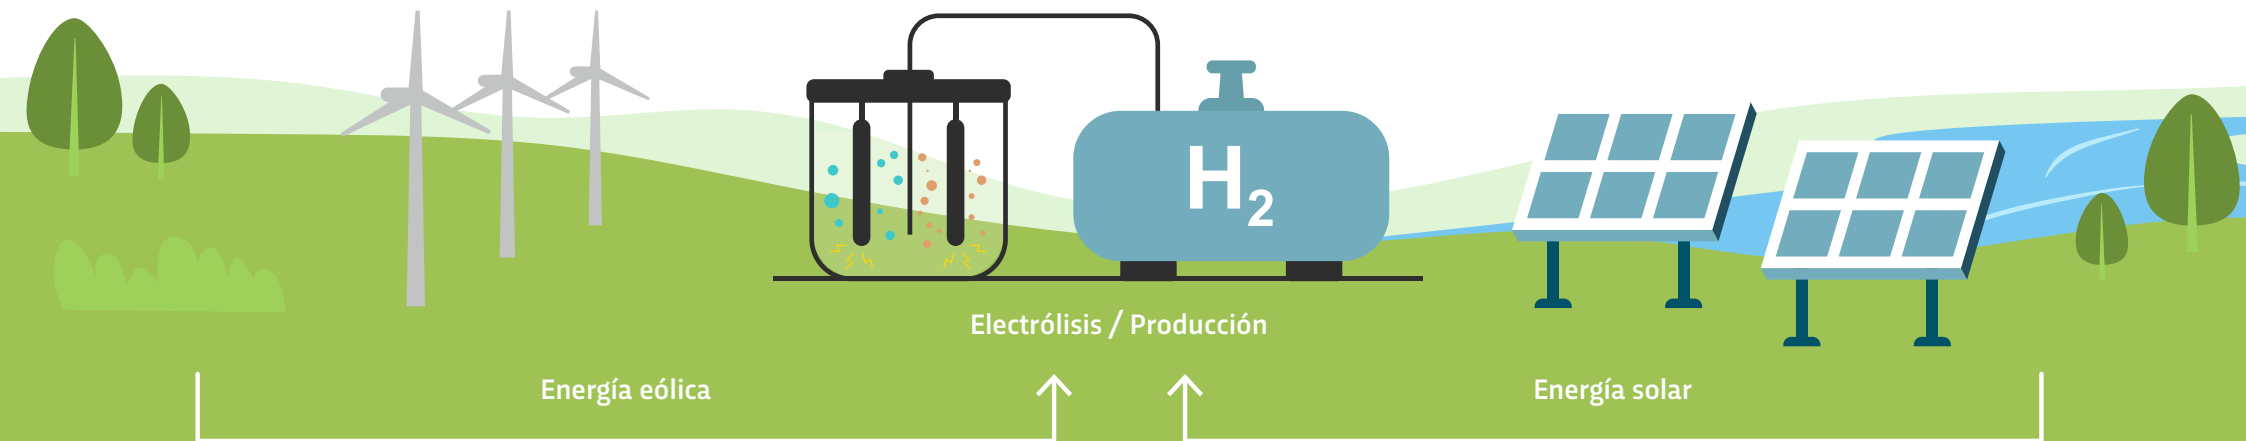 H₂
Electrólisis / Producción
Energía eólica
Energía solar